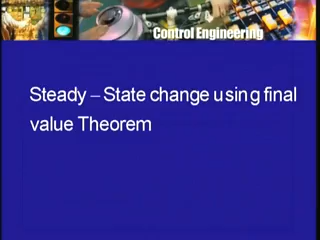 Control Engineering
Steady – State change using final
value Theorem